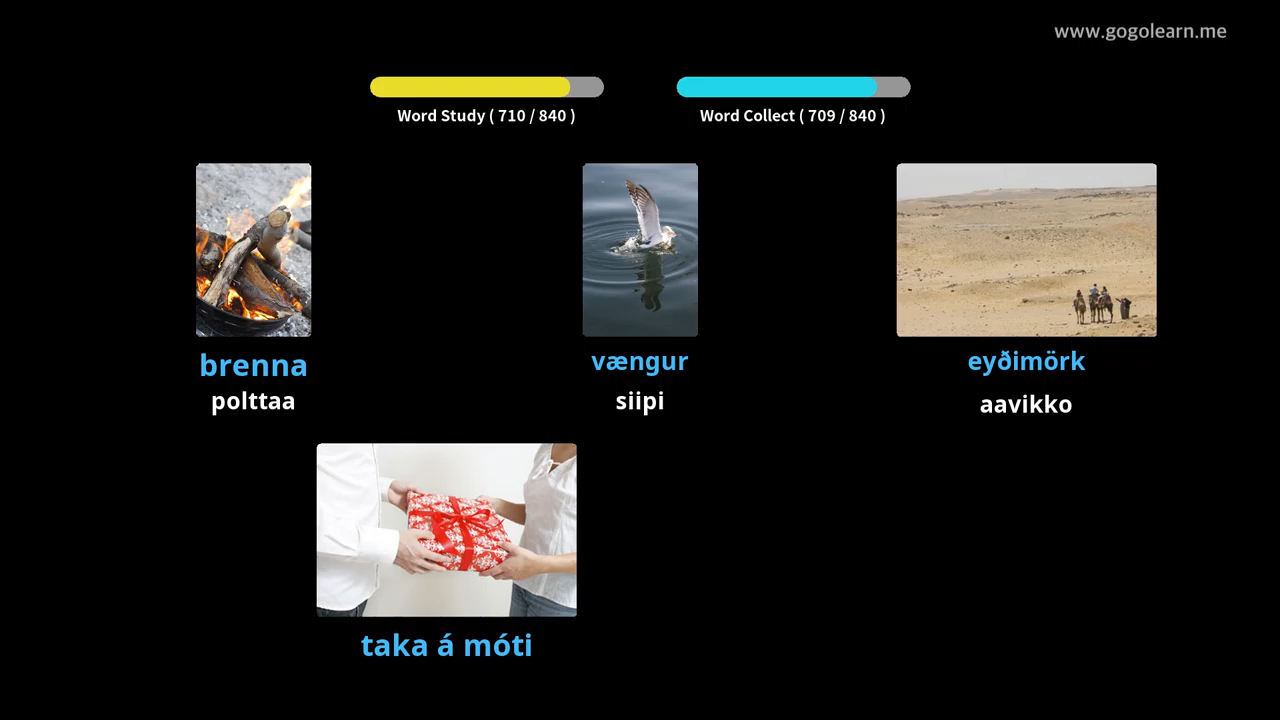 www.gogolearn.me
Word Study ( 710 / 840 )
Word Collect ( 709 / 840 )
brenna
vængur
eyðimörk
polttaa
siipi
aavikko
taka á móti